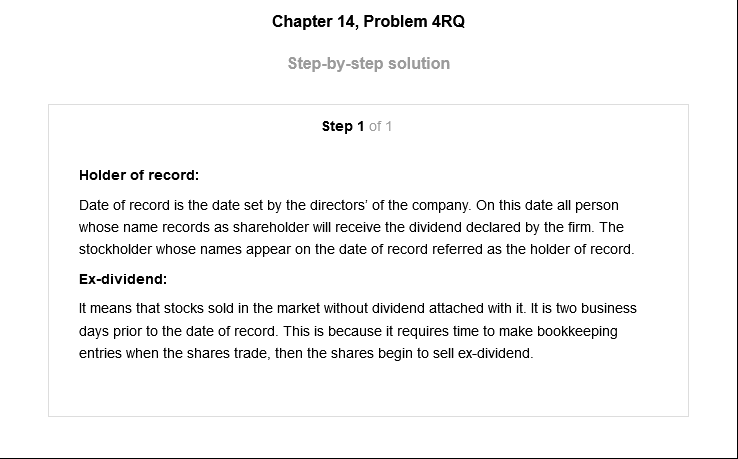 Chapter 14, Problem 4RQ
Step-by-step solution
Step 1 of 1
Holder of record:
Date of record is the date set by the directors’ of the company. On this date all person
whose name records as shareholder will receive the dividend declared by the firm. The
stockholder whose names appear on the date of record referred as the holder of record.
Ex-dividend:
It means that stocks sold in the market without dividend attached with it. It is two business
days prior to the date of record. This is because it requires time to make bookkeeping
entries when the shares trade, then the shares begin to sell ex-dividend.